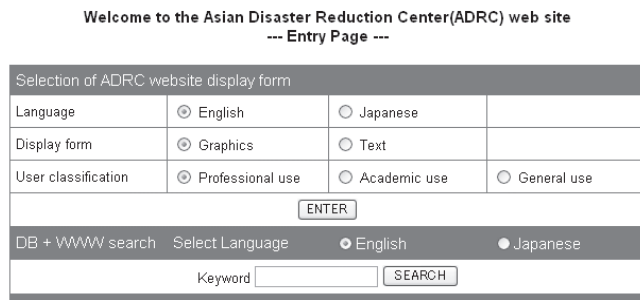 Welcome to the Asian Disaster Reduction Center(ADRC) web site
--- Entry Page ---
Selection of ADRC website display form
Language English Japanese
Display form Graphics Text
User classification Professional use Academic use General use
ENTER
DB + WWW search Select Language English Japanese
Keyword SEARCH